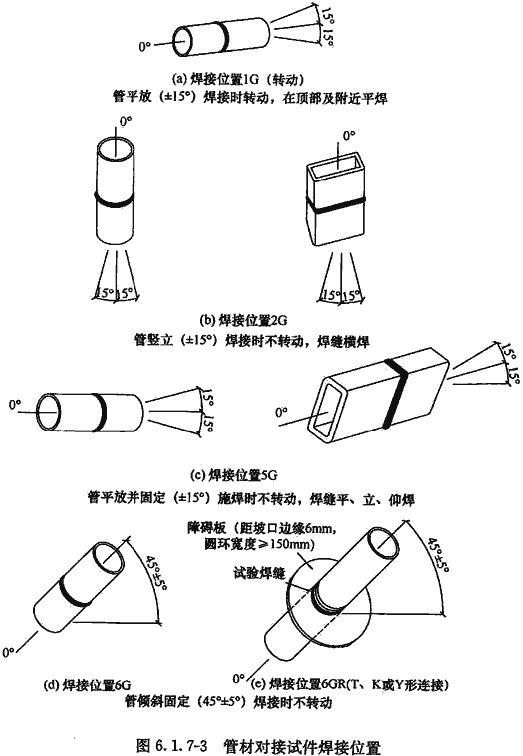 15°
15°
0°
(a) 焊接位置1G (转动)
管平放 (±15°) 焊接时转动，在顶部及附近平焊
0°
0°
15° 15°
15° 15°
(b) 焊接位置2G
管竖立 (±15°) 焊接时不转动，焊缝横焊
15°
15°
0°
15°
15°
0°
(c) 焊接位置5G
管平放并固定 (±15°) 施焊时不转动，焊缝平、立、仰焊
障碍板 (距坡口边缘6mm,
圆环宽度≥150mm)
试验焊缝
45°±5°
45°±5°
0°
0°
(d) 焊接位置6G
(e) 焊接位置6GR(T、K或Y形连接)
管倾斜固定 (45°±5°) 焊接时不转动
图 6.1.7-3 管材对接试件焊接位置